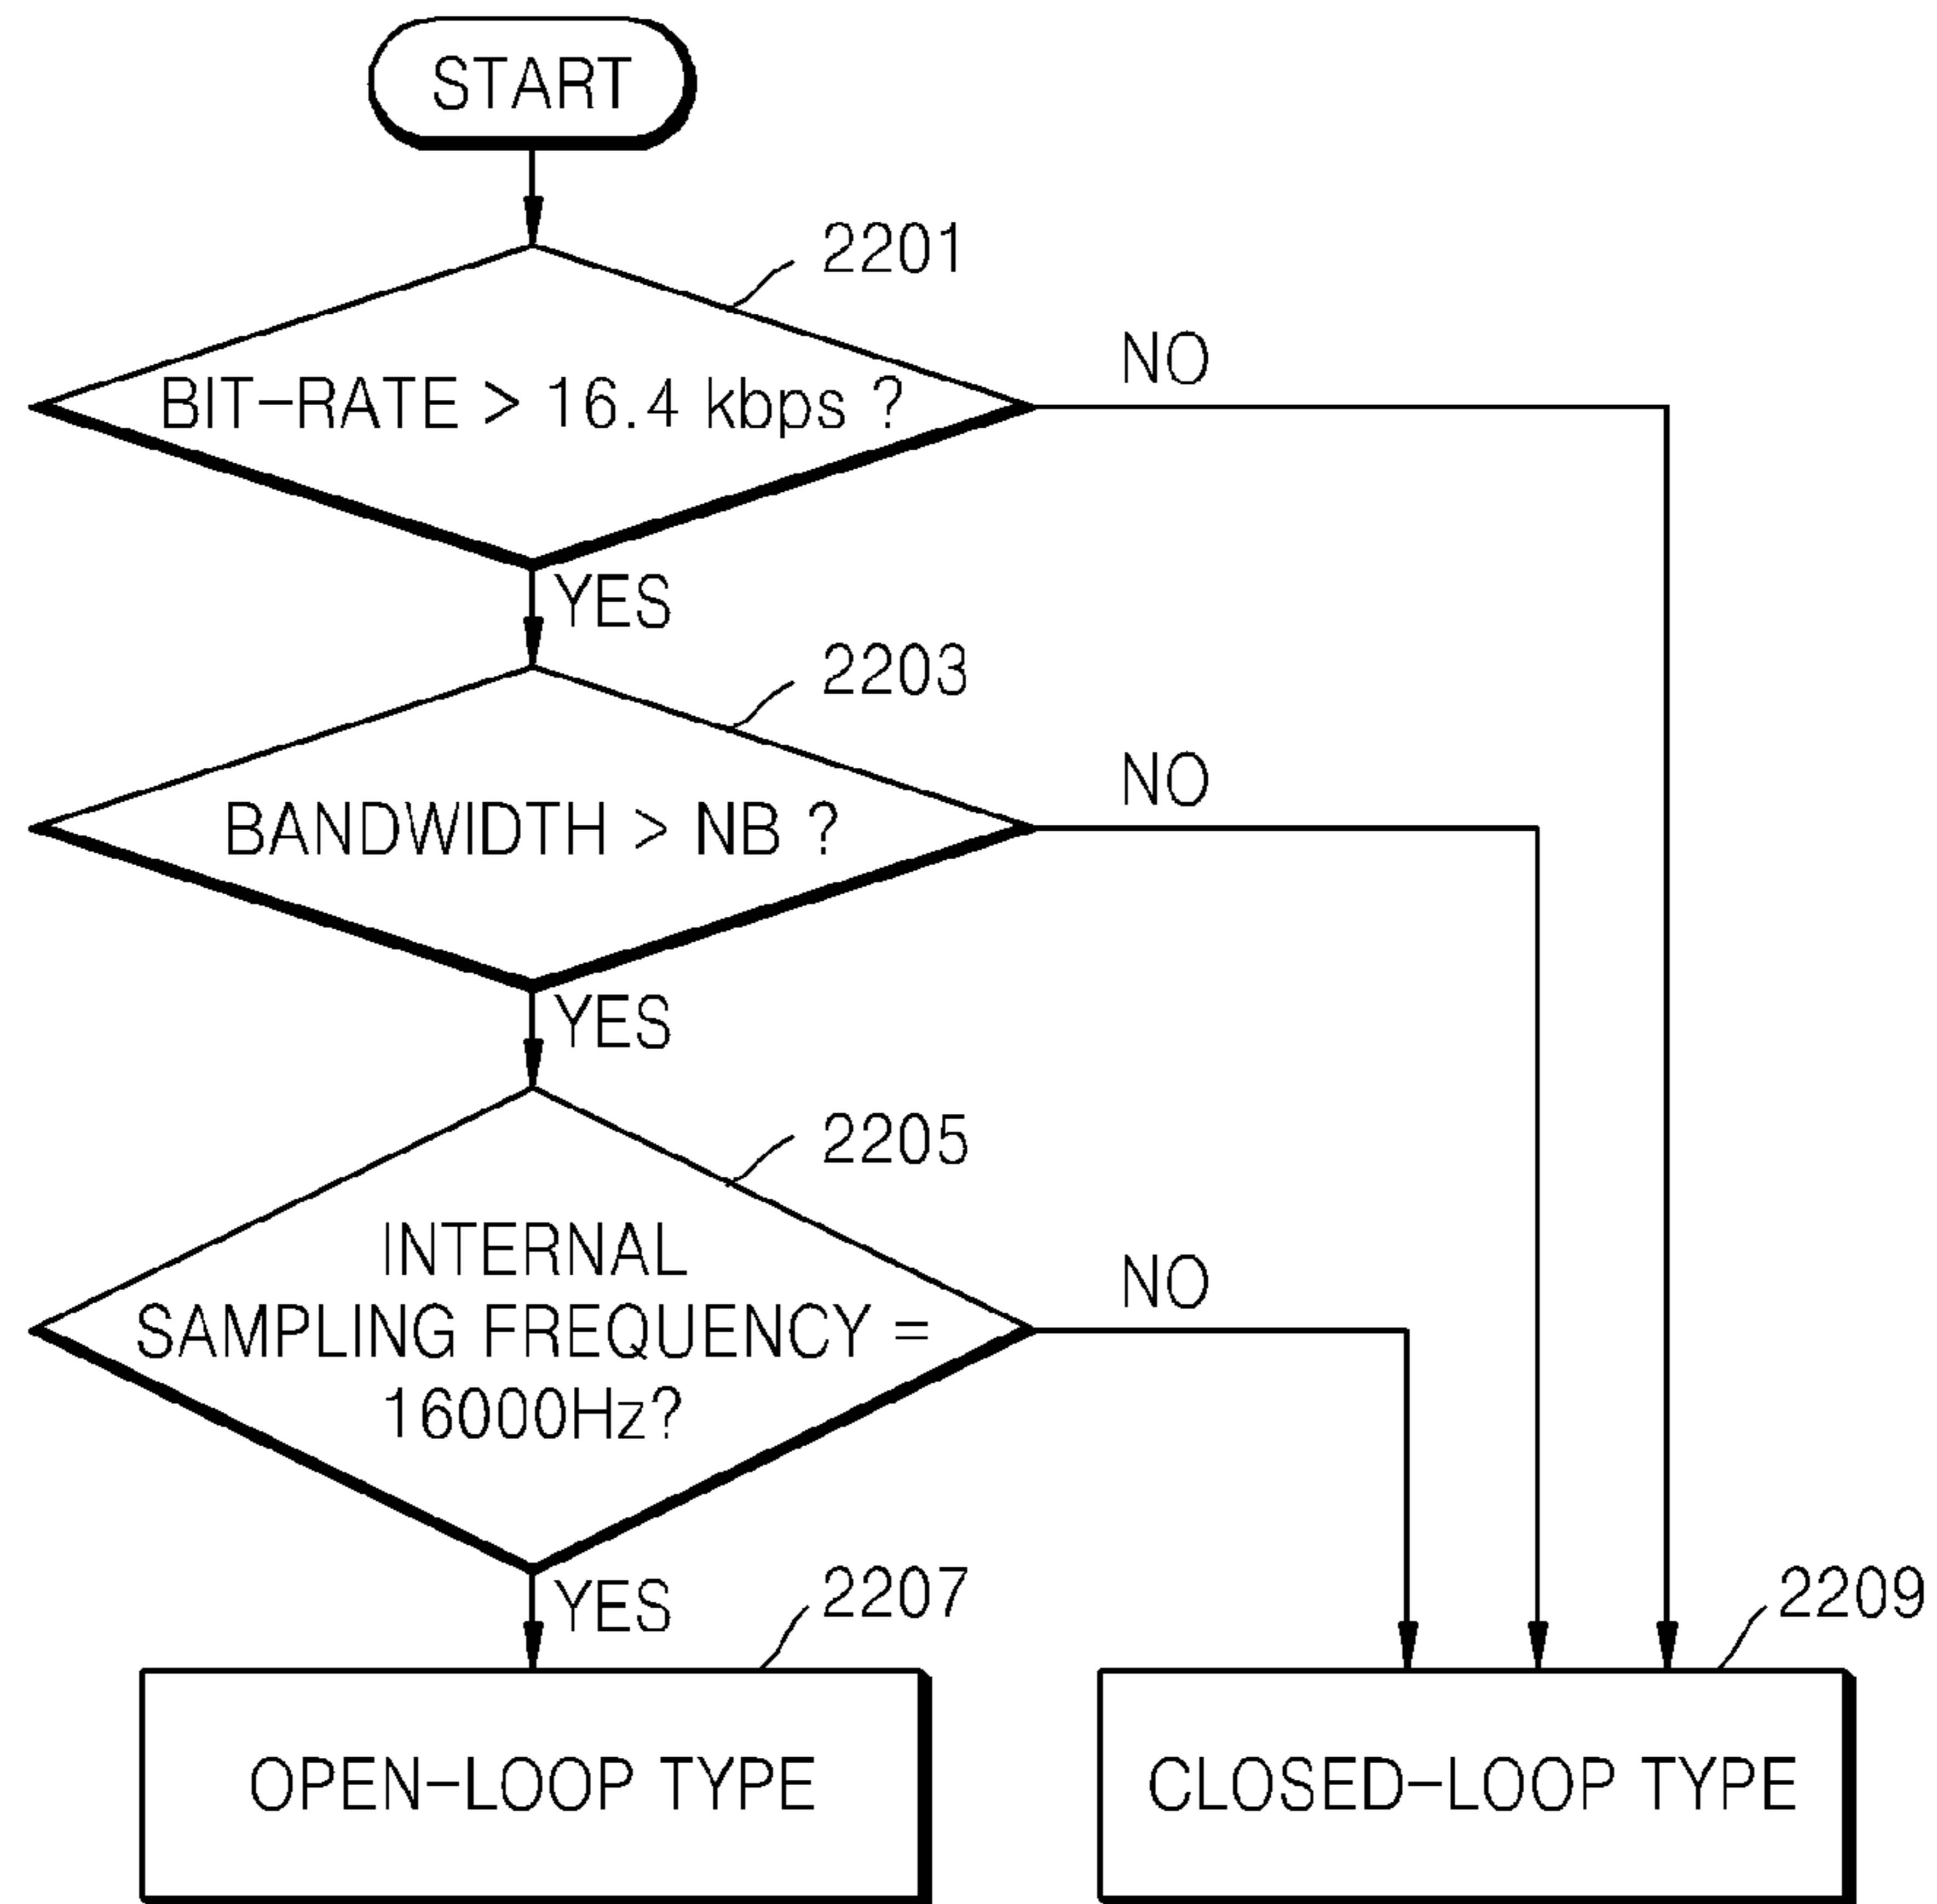 START
2201
BIT-RATE > 16.4 kbps ?
NO
YES
2203
BANDWIDTH > NB ?
NO
YES
2205
INTERNAL
SAMPLING FREQUENCY =
16000Hz?
NO
YES
2207
2209
OPEN-LOOP TYPE
CLOSED-LOOP TYPE